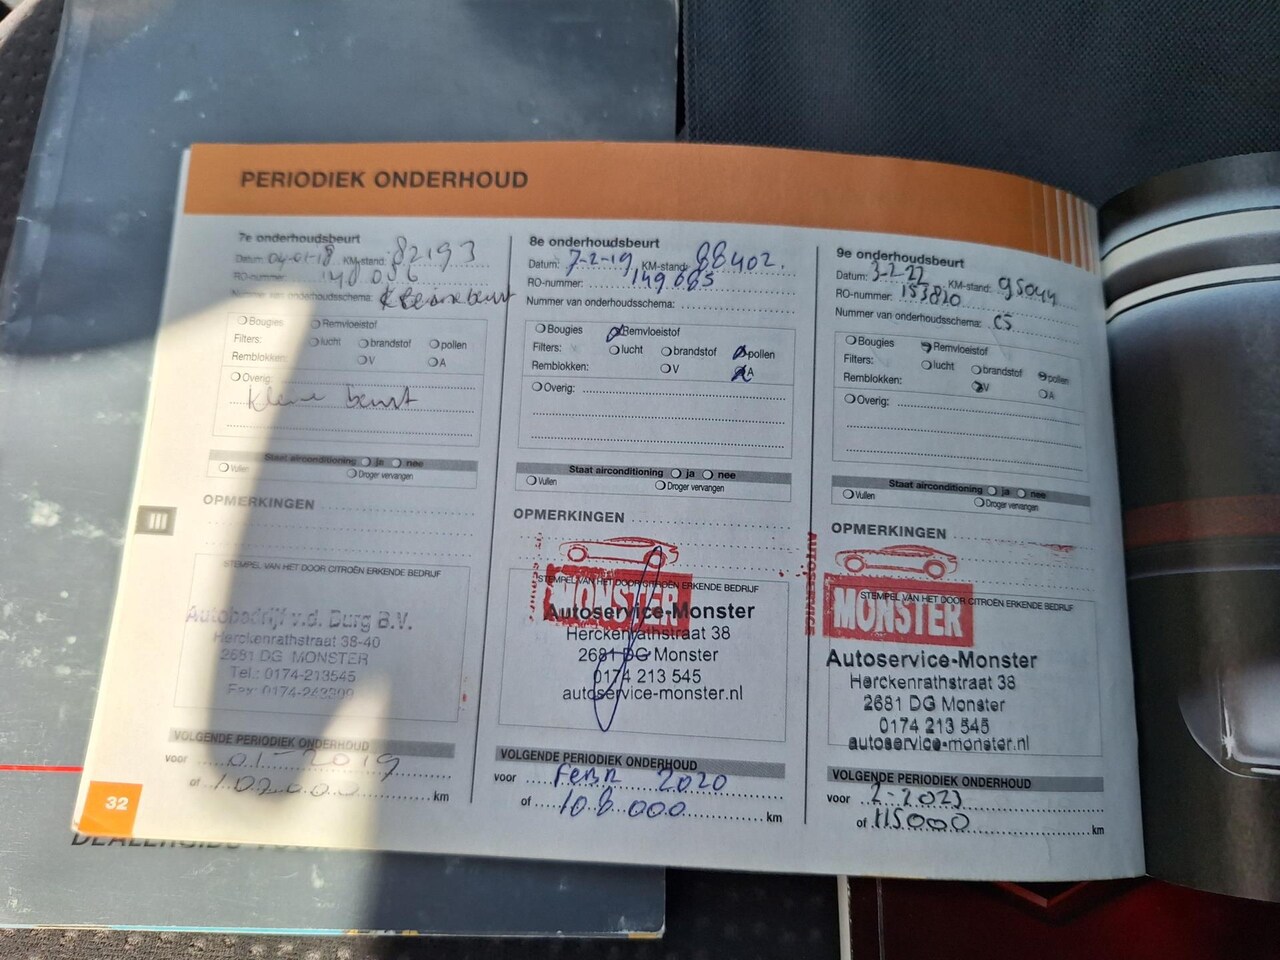 PERIODIEK ONDERHOUD
7e onderhoudsbeurt
Datum: 04-01-18 KM-stand: 82193
RO-nummer: 148086
Nummer van onderhoudsschema: Kleine beurt
Bougies Remvloeistof
Filters: lucht brandstof pollen
Remblokken: V A
Overig:
kleine beurt
Staat airconditioning ja nee
Vullen Droger vervangen
OPMERKINGEN
STEMPEL VAN HET DOOR CITROËN ERKENDE BEDRIJF
Autobedrijf v.d. Burg B.V.
Herckenrathstraat 38-40
2681 DG MONSTER
Tel.: 0174-213545
Fax: 0174-242309
VOLGENDE PERIODIEK ONDERHOUD
voor 01-2019
of 102000 km
8e onderhoudsbeurt
Datum: 7-2-19 KM-stand: 88402.
RO-nummer: 149685
Nummer van onderhoudsschema:
Bougies Remvloeistof
Filters: lucht brandstof pollen
Remblokken: V A
Overig:
Staat airconditioning ja nee
Vullen Droger vervangen
OPMERKINGEN
STEMPEL VAN HET DOOR CITROËN ERKENDE BEDRIJF
MONSTER
Autoservice-Monster
Herckenrathstraat 38
2681 DG Monster
0174 213 545
autoservice-monster.nl
VOLGENDE PERIODIEK ONDERHOUD
voor Febr 2020
of 108.000 km
9e onderhoudsbeurt
Datum: 3-2-22 KM-stand: 95044
RO-nummer: 153820
Nummer van onderhoudsschema: C5
Bougies Remvloeistof
Filters: lucht brandstof pollen
Remblokken: V A
Overig:
Staat airconditioning ja nee
Vullen Droger vervangen
OPMERKINGEN
AUTOSERVICE
STEMPEL VAN HET DOOR CITROËN ERKENDE BEDRIJF
MONSTER
Autoservice-Monster
Herckenrathstraat 38
2681 DG Monster
0174 213 545
autoservice-monster.nl
VOLGENDE PERIODIEK ONDERHOUD
voor 2-2023
of 115000 km
III
32